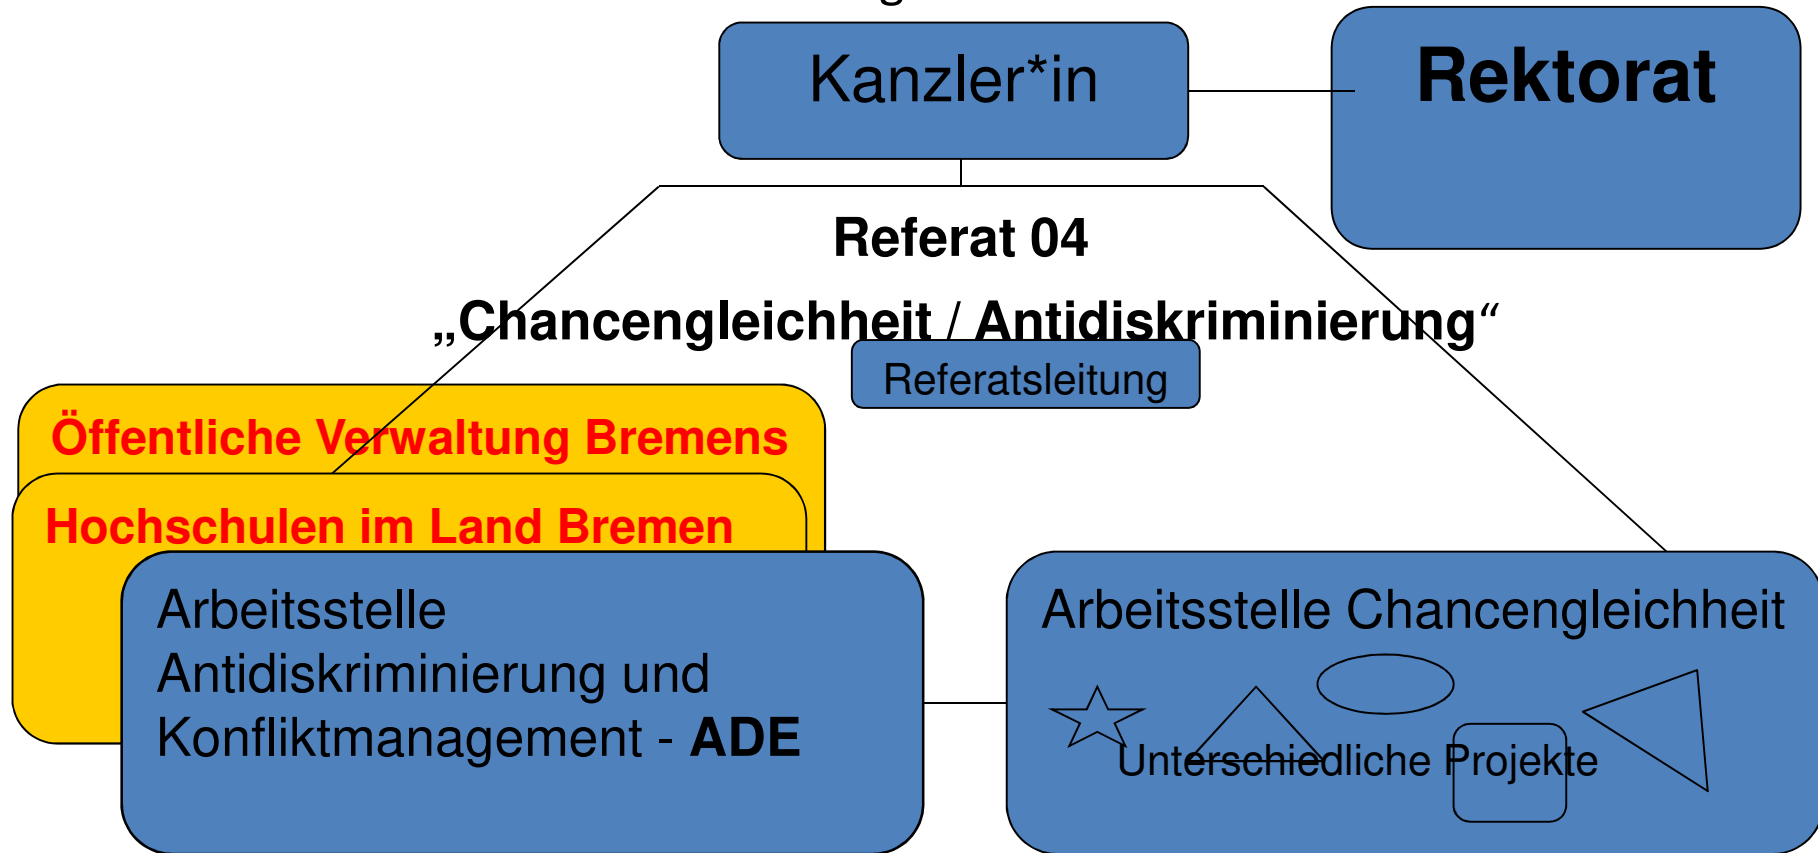 Kanzler*in
Rektorat
Referat 04
„Chancengleichheit / Antidiskriminierung“
Referatsleitung
Öffentliche Verwaltung Bremens
Hochschulen im Land Bremen
Arbeitsstelle
Antidiskriminierung und
Konfliktmanagement - ADE
Arbeitsstelle Chancengleichheit
Unterschiedliche Projekte